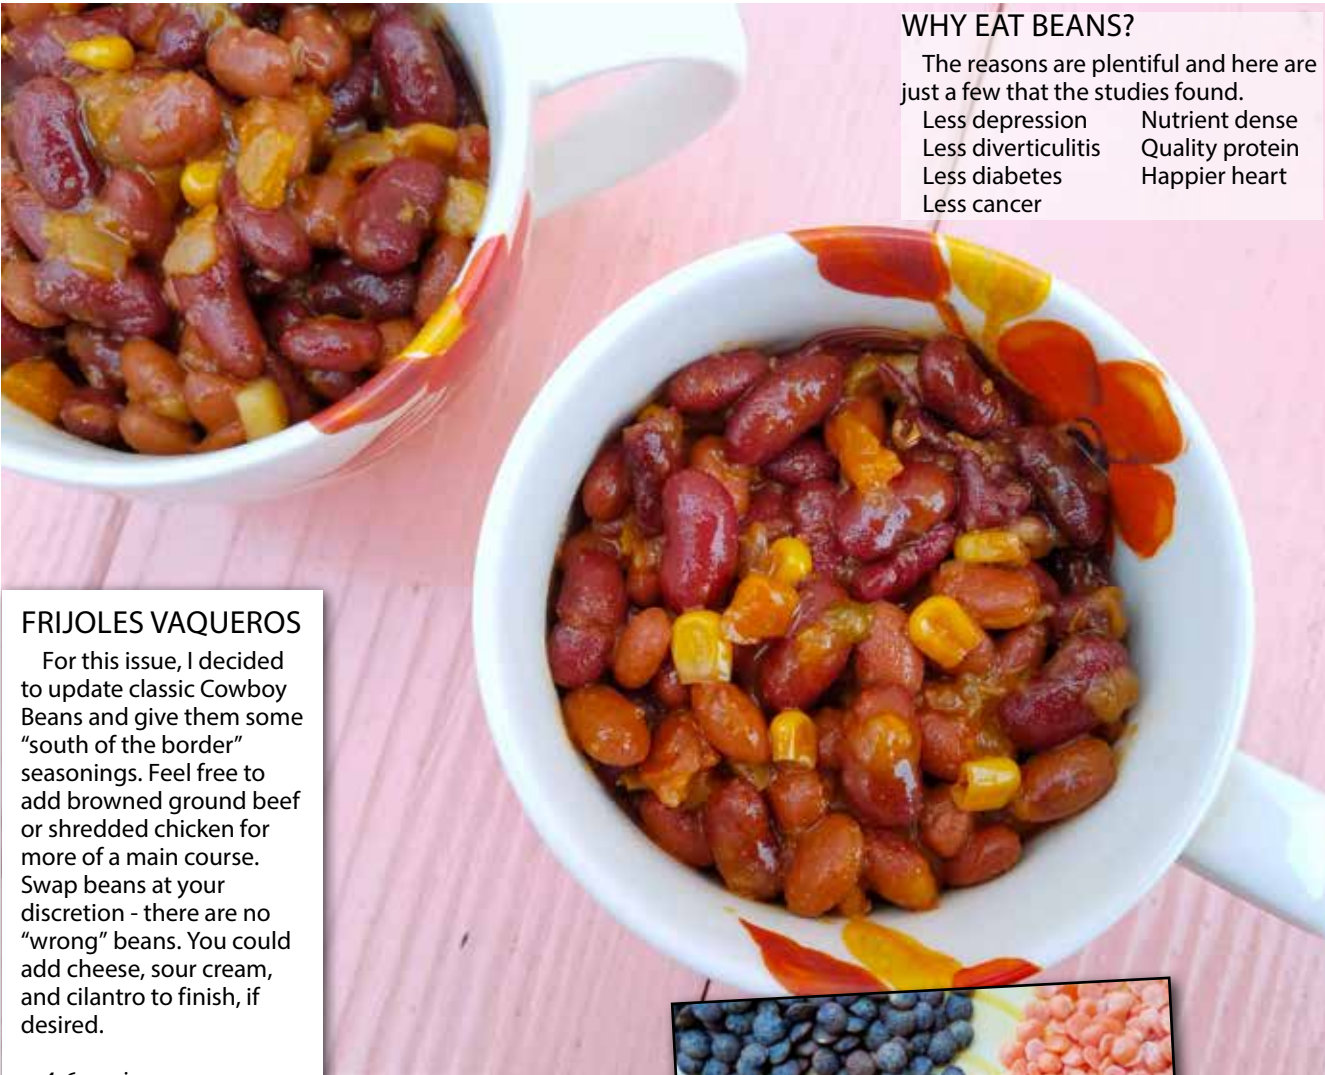 WHY EAT BEANS?
The reasons are plentiful and here are
just a few that the studies found.
Less depression
Less diverticulitis
Less diabetes
Less cancer
Nutrient dense
Quality protein
Happier heart
FRIJOLES VAQUEROS
For this issue, I decided
to update classic Cowboy
Beans and give them some
“south of the border”
seasonings. Feel free to
add browned ground beef
or shredded chicken for
more of a main course.
Swap beans at your
discretion - there are no
“wrong” beans. You could
add cheese, sour cream,
and cilantro to finish, if
desired.